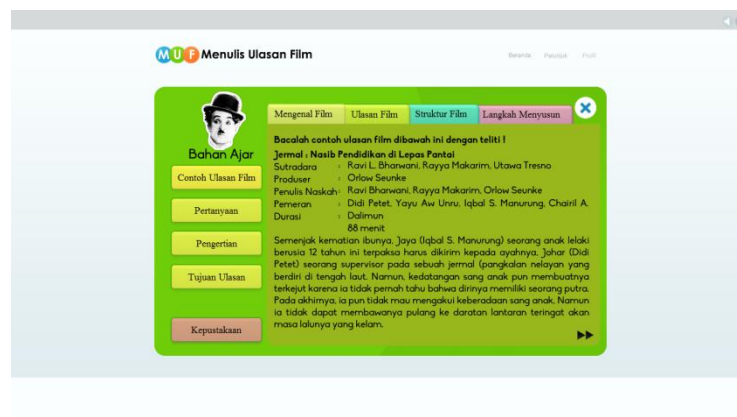 MUF Menulis Ulasan Film
Beranda Petunjuk Profil
Mengenal Film
Ulasan Film
Struktur Film
Langkah Menyusun
Bahan Ajar
Contoh Ulasan Film
Pertanyaan
Pengertian
Tujuan Ulasan
Kepustakaan
Bacalah contoh ulasan film dibawah ini dengan teliti !
Jermal : Nasib Pendidikan di Lepas Pantai
Sutradara : Ravi L. Bharwani, Rayya Makarim, Utawa Tresno
Produser : Orlow Seunke
Penulis Naskah : Ravi Bharwani, Rayya Makarim, Orlow Seunke
Pemeran : Didi Petet, Yayu Aw Unru, Iqbal S. Manurung, Chairil A.
Durasi : Dalimun
88 menit
Semenjak kematian ibunya, Jaya (Iqbal S. Manurung) seorang anak lelaki
berusia 12 tahun ini terpaksa harus dikirim kepada ayahnya, Johar (Didi
Petet) seorang supervisor pada sebuah jermal (pangkalan nelayan yang
berdiri di tengah laut. Namun, kedatangan sang anak pun membuatnya
terkejut karena ia tidak pernah tahu bahwa dirinya memiliki seorang putra.
Pada akhirnya, ia pun tidak mau mengakui keberadaan sang anak. Namun
ia tidak dapat membawanya pulang ke daratan lantaran teringat akan
masa lalunya yang kelam.